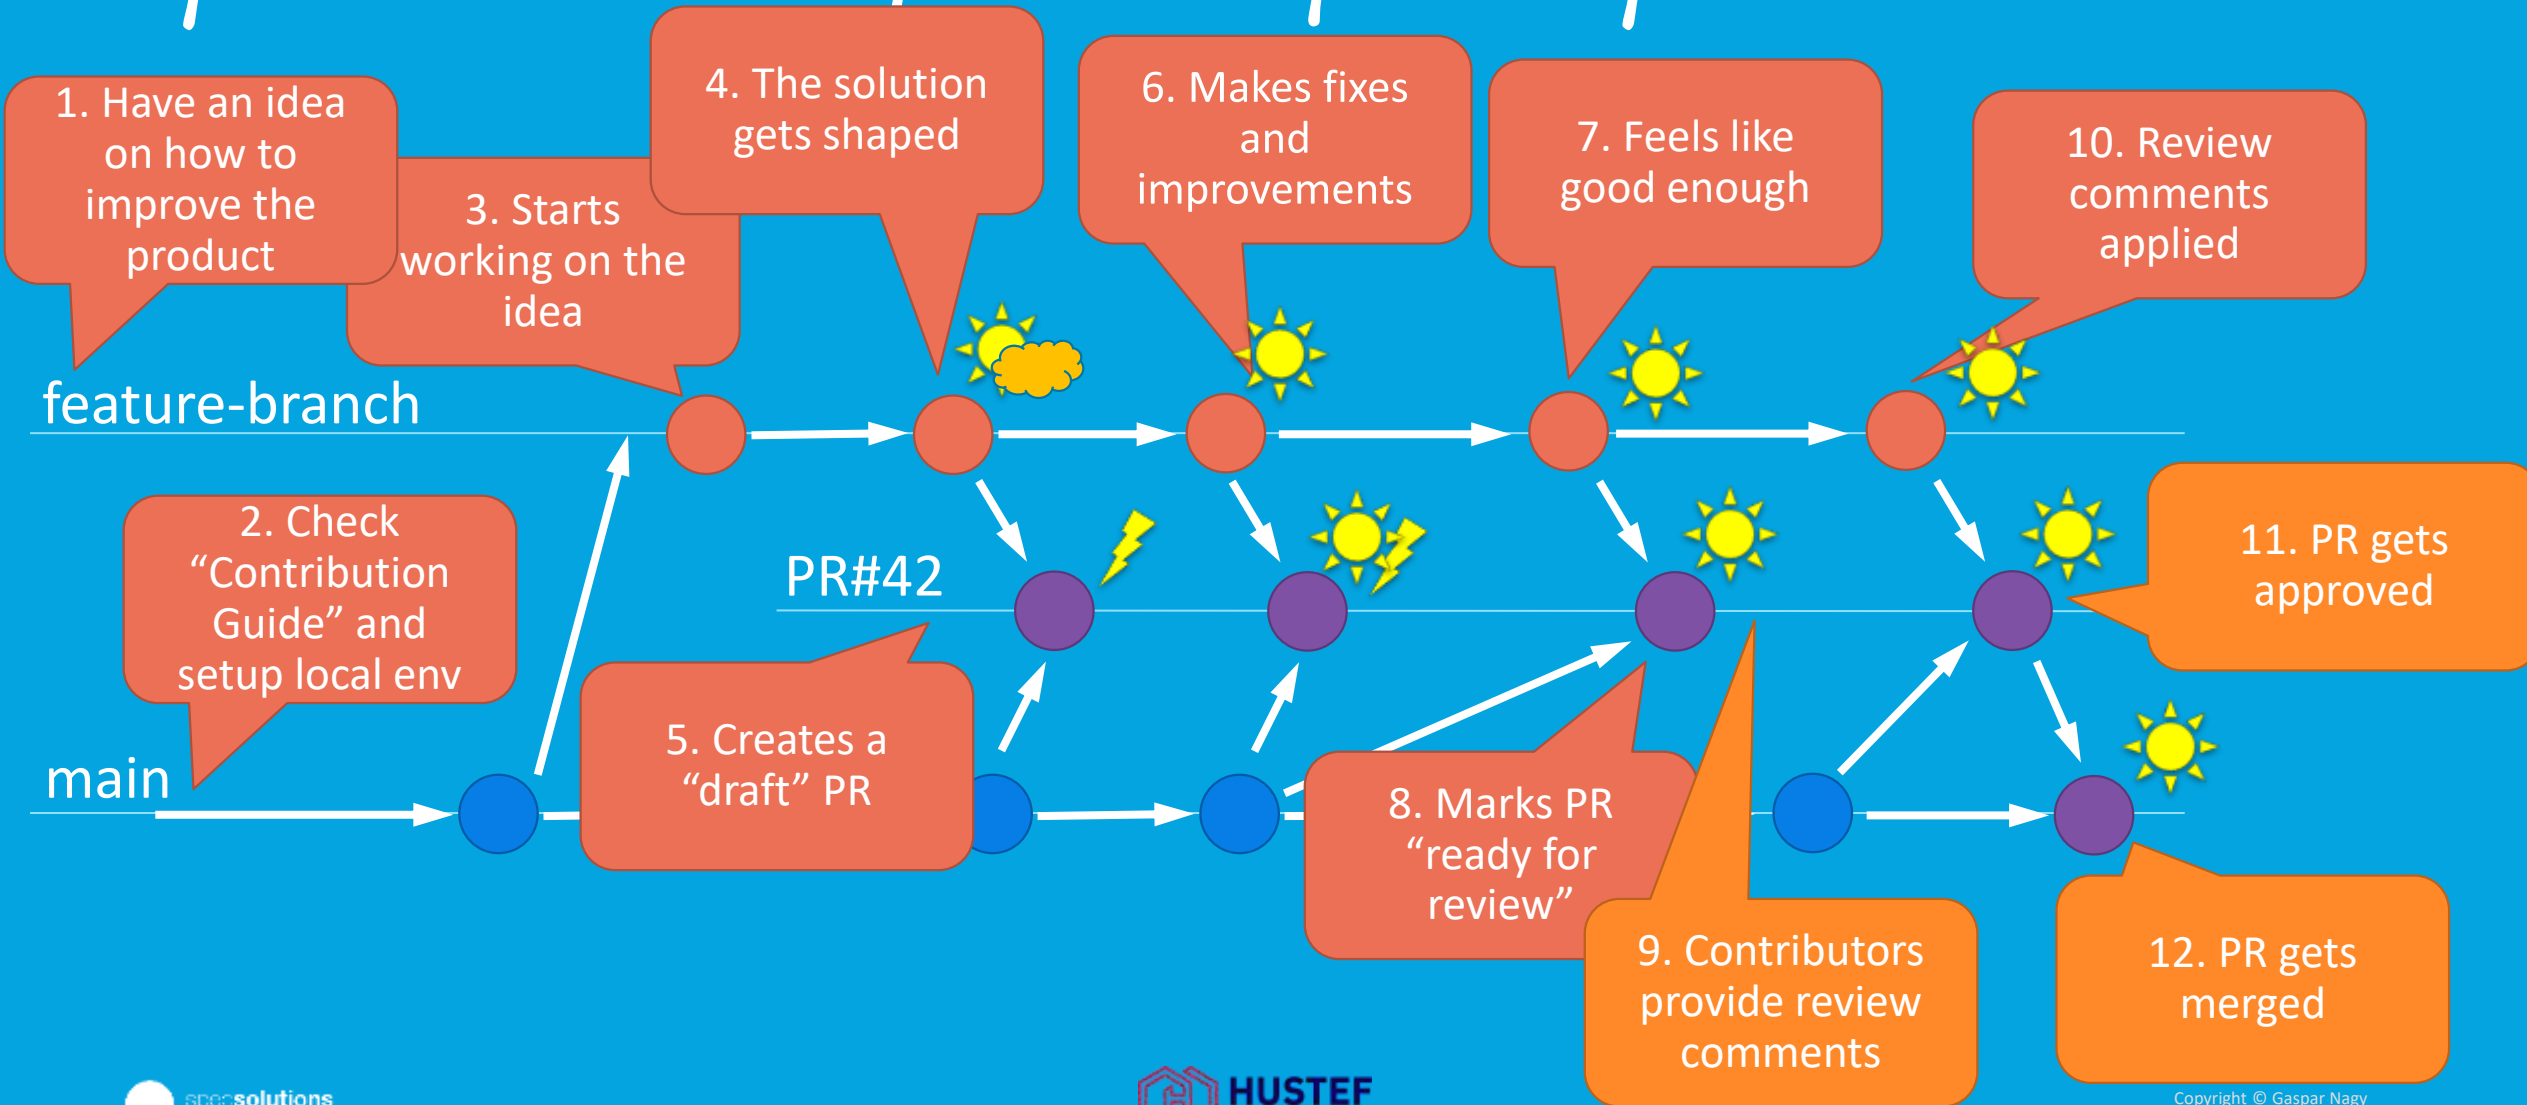 1. Have an idea
on how to
improve the
product
3. Starts
working on the
idea
4. The solution
gets shaped
6. Makes fixes
and
improvements
7. Feels like
good enough
10. Review
comments
applied
feature-branch
2. Check
“Contribution
Guide” and
setup local env
PR#42
11. PR gets
approved
5. Creates a
“draft” PR
main
8. Marks PR
“ready for
review”
9. Contributors
provide review
comments
12. PR gets
merged
specsolutions
HUSTEF
Copyright © Gaspar Nagy